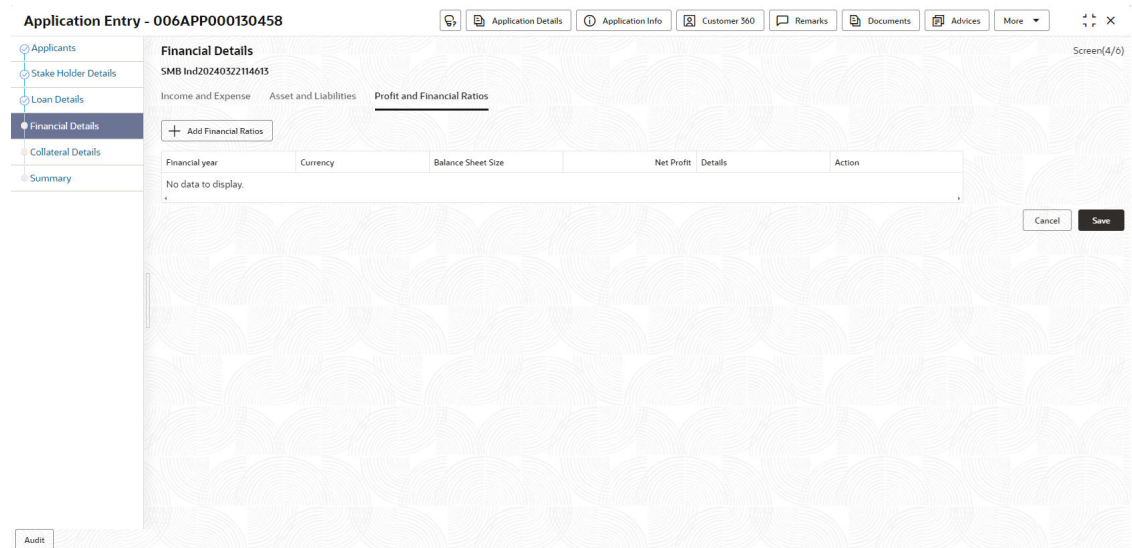 Application Entry - 006APP000130458
Application Details
Application Info
Customer 360
Remarks
Documents
Advices
More
Applicants
Stake Holder Details
Loan Details
Financial Details
Collateral Details
Summary
Financial Details
Screen(4/6)
SMB Ind20240322114613
Income and Expense Asset and Liabilities Profit and Financial Ratios
Add Financial Ratios
Financial year Currency Balance Sheet Size Net Profit Details Action
No data to display.
Cancel Save
Audit